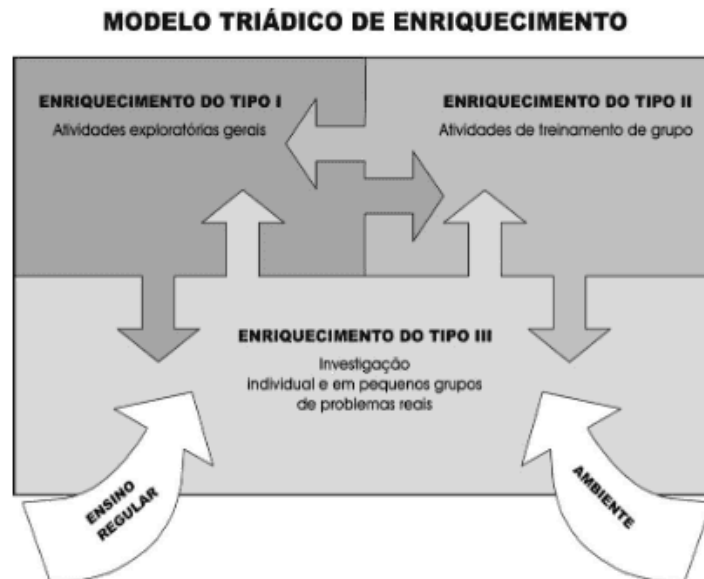 MODELO TRIÁDICO DE ENRIQUECIMENTO
ENRIQUECIMENTO DO TIPO I
Atividades exploratórias gerais
ENRIQUECIMENTO DO TIPO II
Atividades de treinamento de grupo
ENRIQUECIMENTO DO TIPO III
Investigação
individual e em pequenos grupos
de problemas reais
ENSINO
REGULAR
AMBIENTE